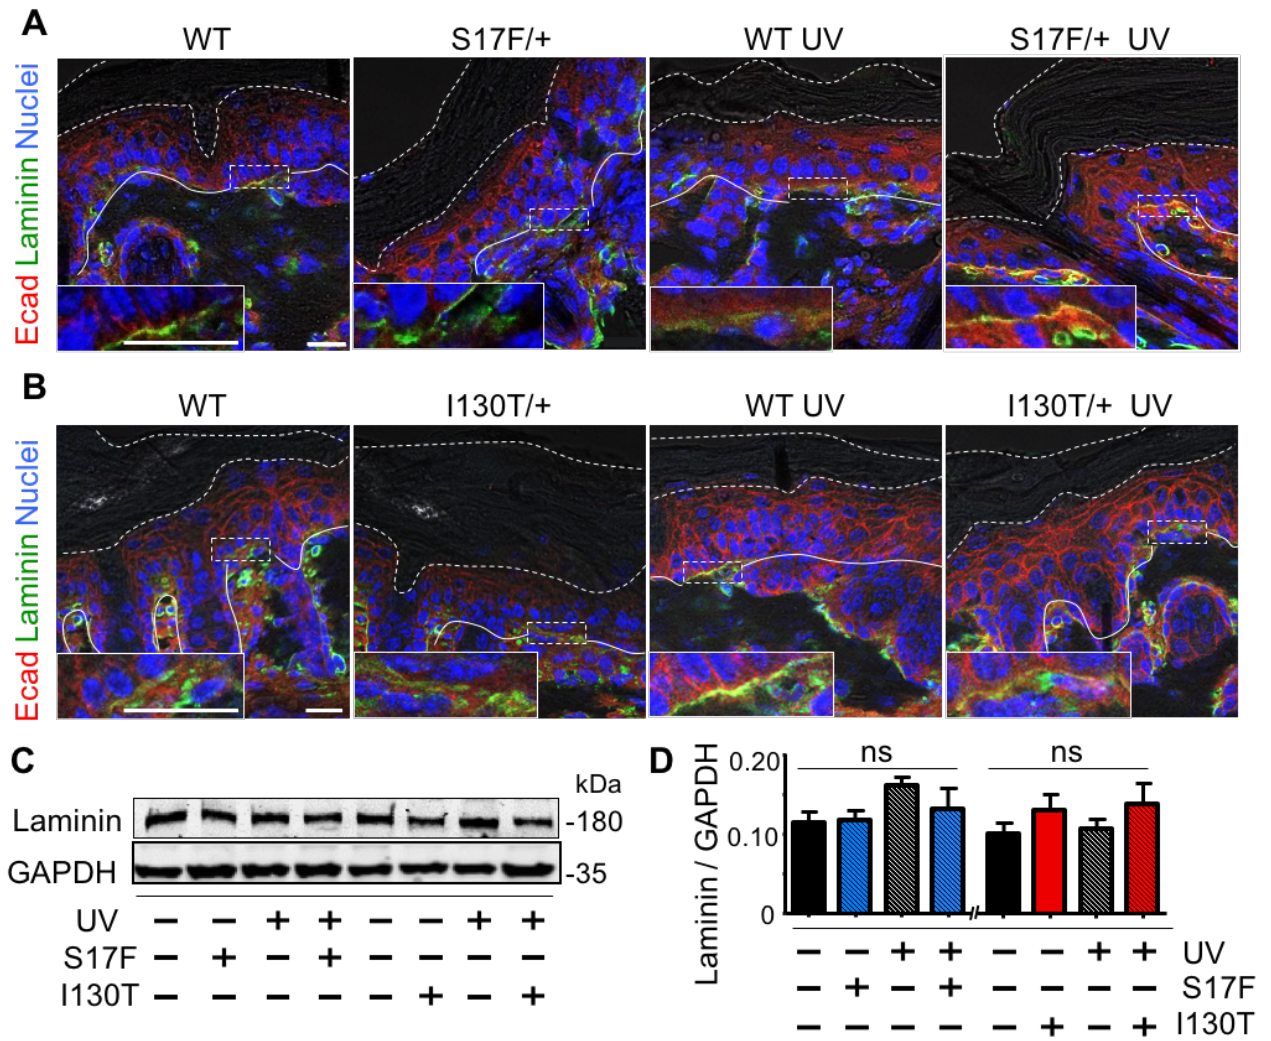 A
WT
S17F/+
WT UV
S17F/+ UV
Ecad Laminin Nuclei
B
WT
I130T/+
WT UV
I130T/+ UV
Ecad Laminin Nuclei
C
kDa
Laminin
-180
GAPDH
-35
UV − − + + − − + +
S17F − + − + − − − −
I130T − − − − − + − +
D
Laminin / GAPDH
ns
ns
0.20
0.10
0
− − + + − − + + UV
− + − + − − − − S17F
− − − − − + − + I130T